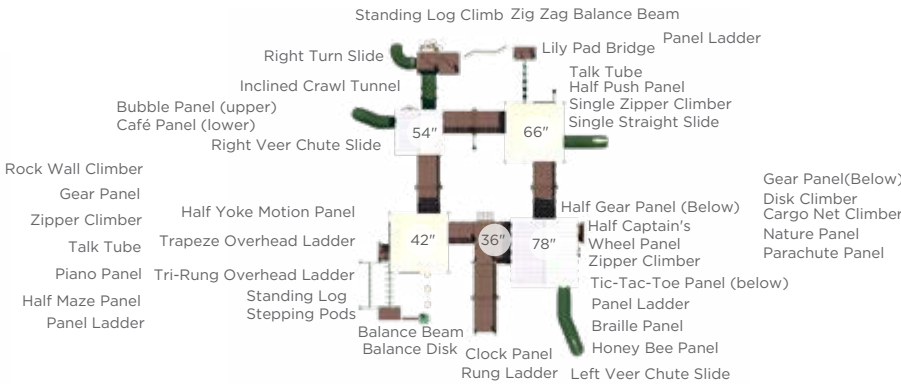 Standing Log Climb
Zig Zag Balance Beam
Panel Ladder
Lily Pad Bridge
Right Turn Slide
Inclined Crawl Tunnel
Talk Tube
Half Push Panel
Single Zipper Climber
Single Straight Slide
Bubble Panel (upper)
Café Panel (lower)
Right Veer Chute Slide
54"
66"
Rock Wall Climber
Gear Panel
Zipper Climber
Talk Tube
Piano Panel
Half Maze Panel
Panel Ladder
Half Yoke Motion Panel
Trapeze Overhead Ladder
Tri-Rung Overhead Ladder
Standing Log
Stepping Pods
42"
36"
78"
Half Gear Panel (Below)
Half Captain's
Wheel Panel
Zipper Climber
Gear Panel(Below)
Disk Climber
Cargo Net Climber
Nature Panel
Parachute Panel
Tic-Tac-Toe Panel (below)
Panel Ladder
Braille Panel
Honey Bee Panel
Left Veer Chute Slide
Balance Beam
Balance Disk
Clock Panel
Rung Ladder